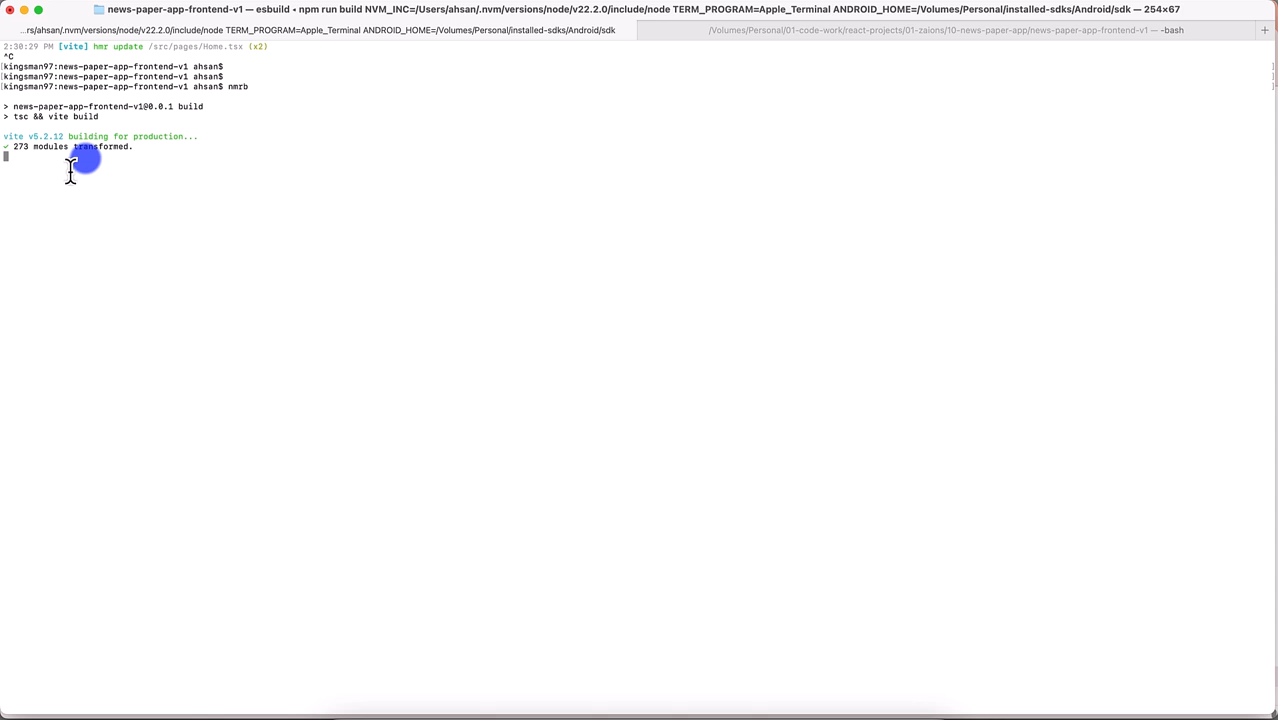 news-paper-app-frontend-v1 — esbuild ◂ npm run build NVM_INC=/Users/ahsan/.nvm/versions/node/v22.2.0/include/node TERM_PROGRAM=Apple_Terminal ANDROID_HOME=/Volumes/Personal/installed-sdks/Android/sdk — 254×67
...rs/ahsan/.nvm/versions/node/v22.2.0/include/node TERM_PROGRAM=Apple_Terminal ANDROID_HOME=/Volumes/Personal/installed-sdks/Android/sdk
/Volumes/Personal/01-code-work/react-projects/01-zaions/10-news-paper-app/news-paper-app-frontend-v1 — -bash +
2:30:29 PM [vite] hmr update /src/pages/Home.tsx (x2)
^C
[kingsman97:news-paper-app-frontend-v1 ahsan$ ]
[kingsman97:news-paper-app-frontend-v1 ahsan$ ]
[kingsman97:news-paper-app-frontend-v1 ahsan$ nmrb ]
> news-paper-app-frontend-v1@0.0.1 build
> tsc && vite build
vite v5.2.12 building for production...
✓ 273 modules transformed.